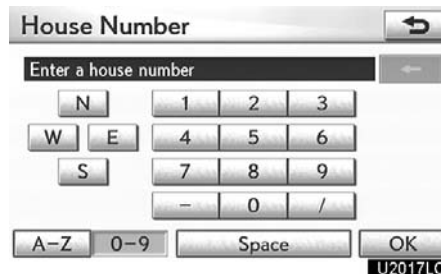 House Number
Enter a house number
N 1 2 3
W E 4 5 6
S 7 8 9
- 0 /
A-Z 0-9 Space OK
U2017LC